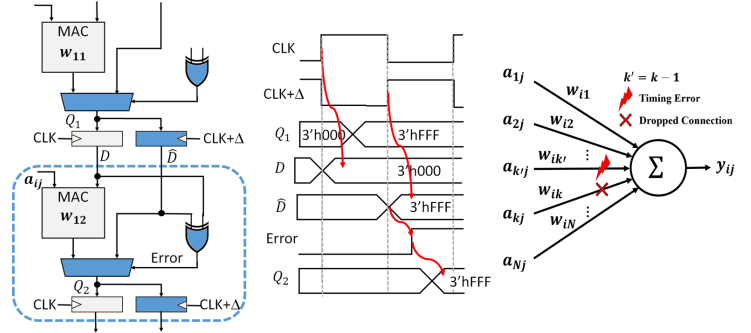 MAC
w₁₁
Q₁
CLK
CLK+Δ
D
D̂
aᵢⱼ
MAC
w₁₂
Error
Q₂
CLK
CLK+Δ
CLK
CLK+Δ
Q₁ 3'h000 3'hFFF
D 3'h000
D̂ 3'hFFF
Error
Q₂ 3'hFFF
k' = k − 1
Timing Error
Dropped Connection
a₁ⱼ
wᵢ₁
a₂ⱼ
wᵢ₂
⋮
aₖ'ⱼ
wᵢₖ'
Σ
yᵢⱼ
aₖⱼ
wᵢₖ
⋮
a_Nj
w_iN